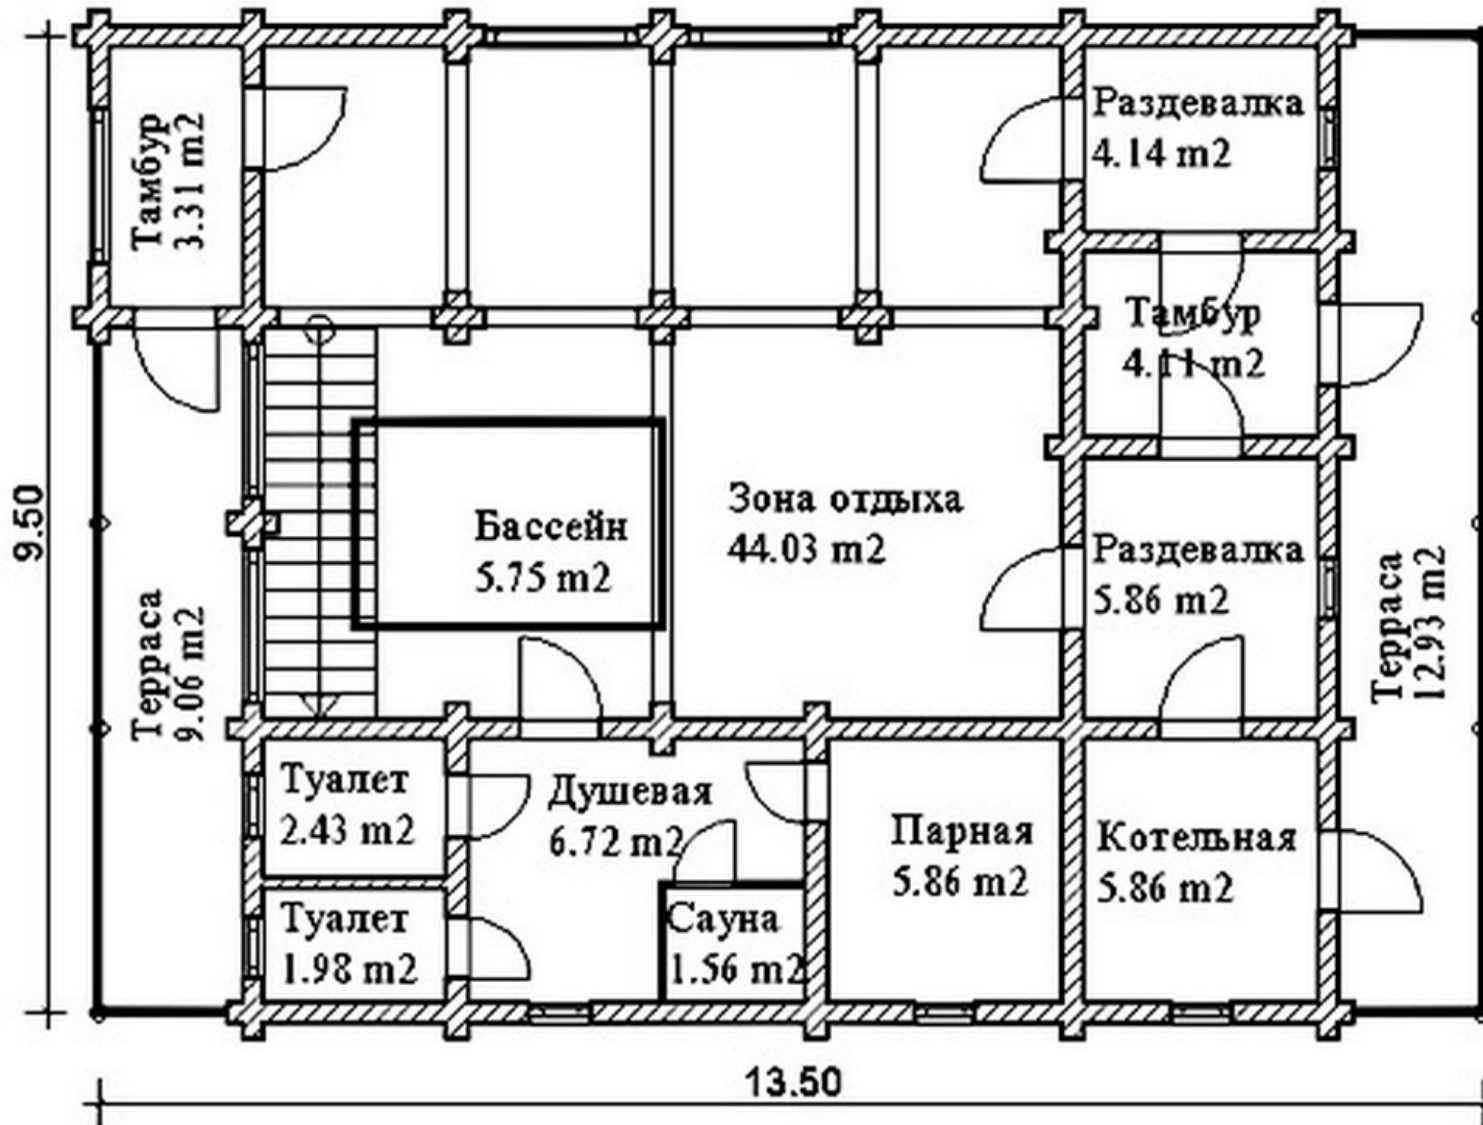 Тамбур
3.31 m2
Раздевалка
4.14 m2
Тамбур
4.11 m2
9.50
Бассейн
5.75 m2
Зона отдыха
44.03 m2
Раздевалка
5.86 m2
Терраса
9.06 m2
Терраса
12.93 m2
Туалет
2.43 m2
Душевая
6.72 m2
Парная
5.86 m2
Котельная
5.86 m2
Туалет
1.98 m2
Сауна
1.56 m2
13.50